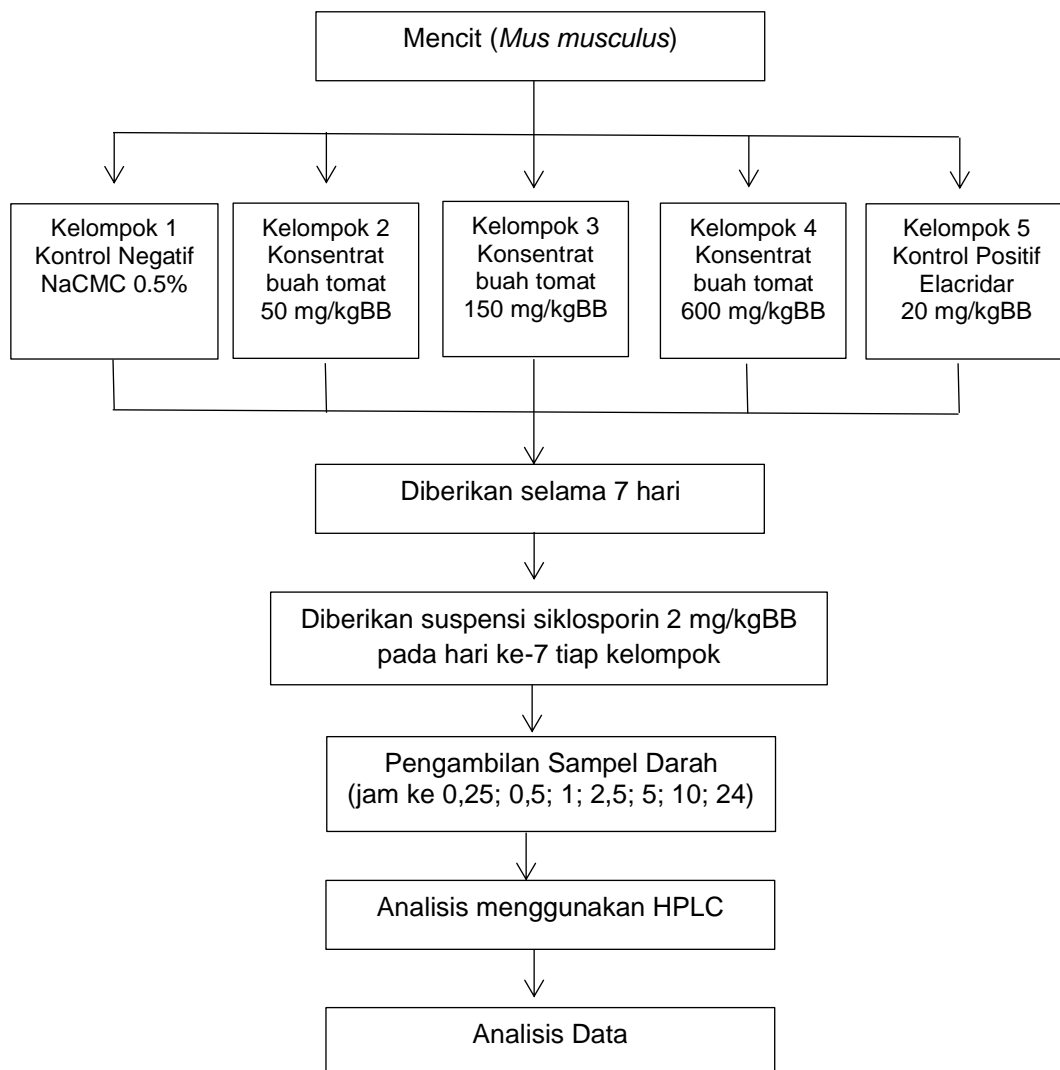 Mencit (Mus musculus)
Kelompok 1
Kontrol Negatif
NaCMC 0.5%
Kelompok 2
Konsentrat
buah tomat
50 mg/kgBB
Kelompok 3
Konsentrat
buah tomat
150 mg/kgBB
Kelompok 4
Konsentrat
buah tomat
600 mg/kgBB
Kelompok 5
Kontrol Positif
Elacridar
20 mg/kgBB
Diberikan selama 7 hari
Diberikan suspensi siklosporin 2 mg/kgBB
pada hari ke-7 tiap kelompok
Pengambilan Sampel Darah
(jam ke 0,25; 0,5; 1; 2,5; 5; 10; 24)
Analisis menggunakan HPLC
Analisis Data